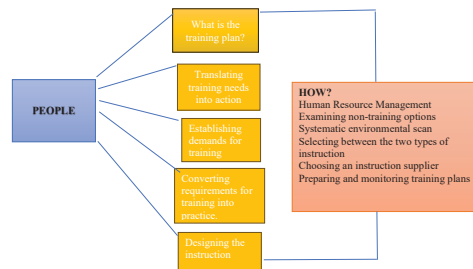 What is the
training plan?
PEOPLE
Translating
training needs
into action
Establishing
demands for
training
Converting
requirements for
training into
practice.
Designing the
instruction
HOW?
Human Resource Management
Examining non-training options
Systematic environmental scan
Selecting between the two types of
instruction
Choosing an instruction supplier
Preparing and monitoring training plans